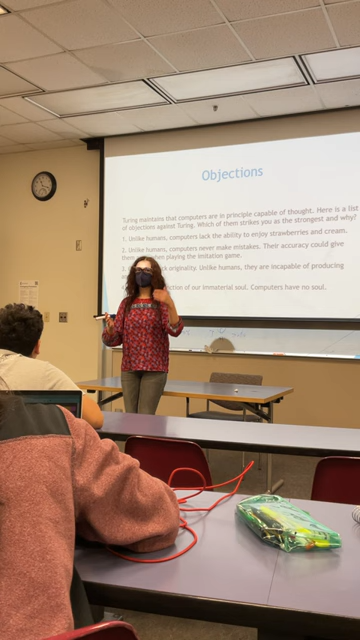 Objections
Turing maintains that computers are in principle capable of thought. Here is a list
of objections against Turing. Which of them strikes you as the strongest and why?
1. Unlike humans, computers lack the ability to enjoy strawberries and cream.
2. Unlike humans, computers never make mistakes. Their accuracy could give
them when playing the imitation game.
3. lack originality. Unlike humans, they are incapable of producing
4. of our immaterial soul. Computers have no soul.